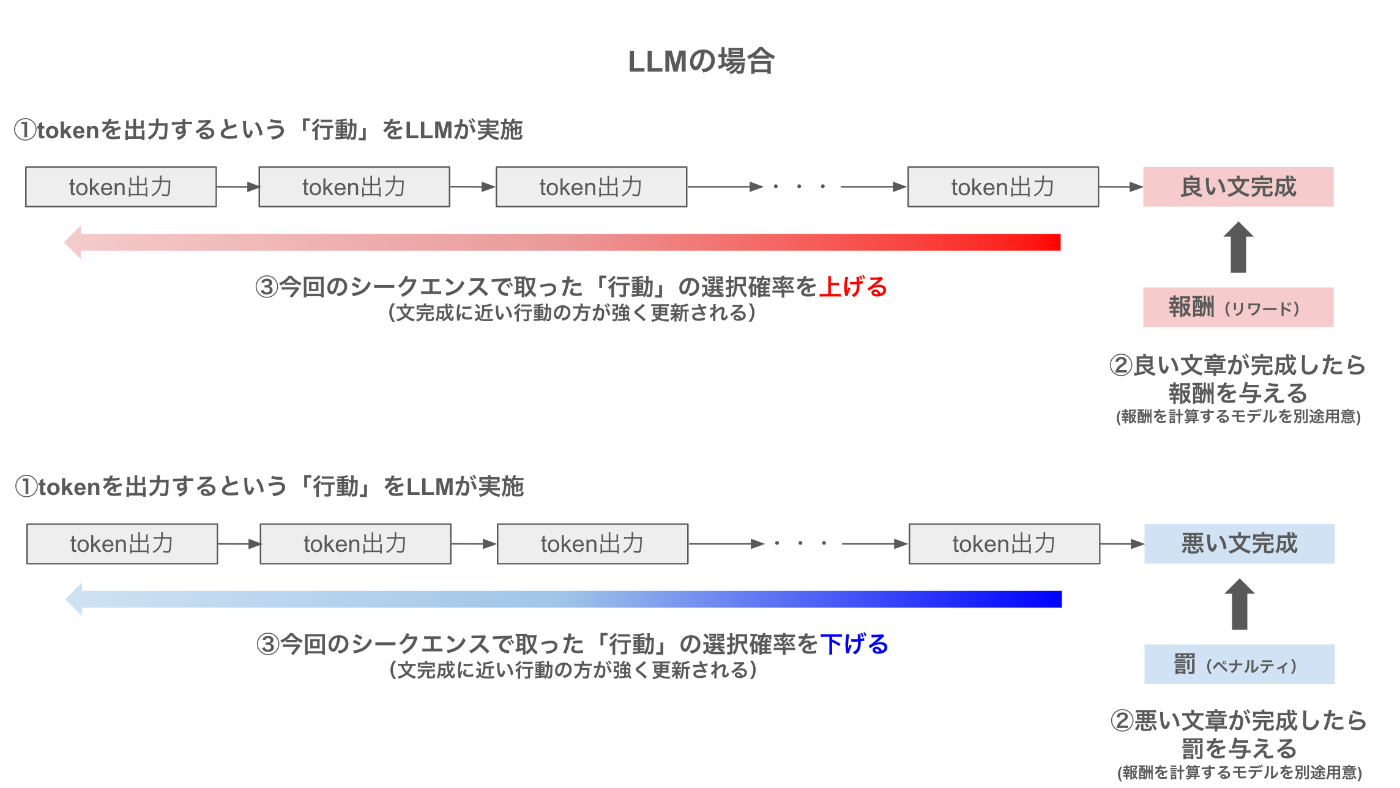 LLMの場合
①tokenを出力するという「行動」をLLMが実施
token出力
token出力
token出力
・・・
token出力
良い文完成
③今回のシークエンスで取った「行動」の選択確率を上げる
（文完成に近い行動の方が強く更新される）
報酬（リワード）
②良い文章が完成したら
報酬を与える
(報酬を計算するモデルを別途用意)
①tokenを出力するという「行動」をLLMが実施
token出力
token出力
token出力
・・・
token出力
悪い文完成
③今回のシークエンスで取った「行動」の選択確率を下げる
（文完成に近い行動の方が強く更新される）
罰（ペナルティ）
②悪い文章が完成したら
罰を与える
(報酬を計算するモデルを別途用意)